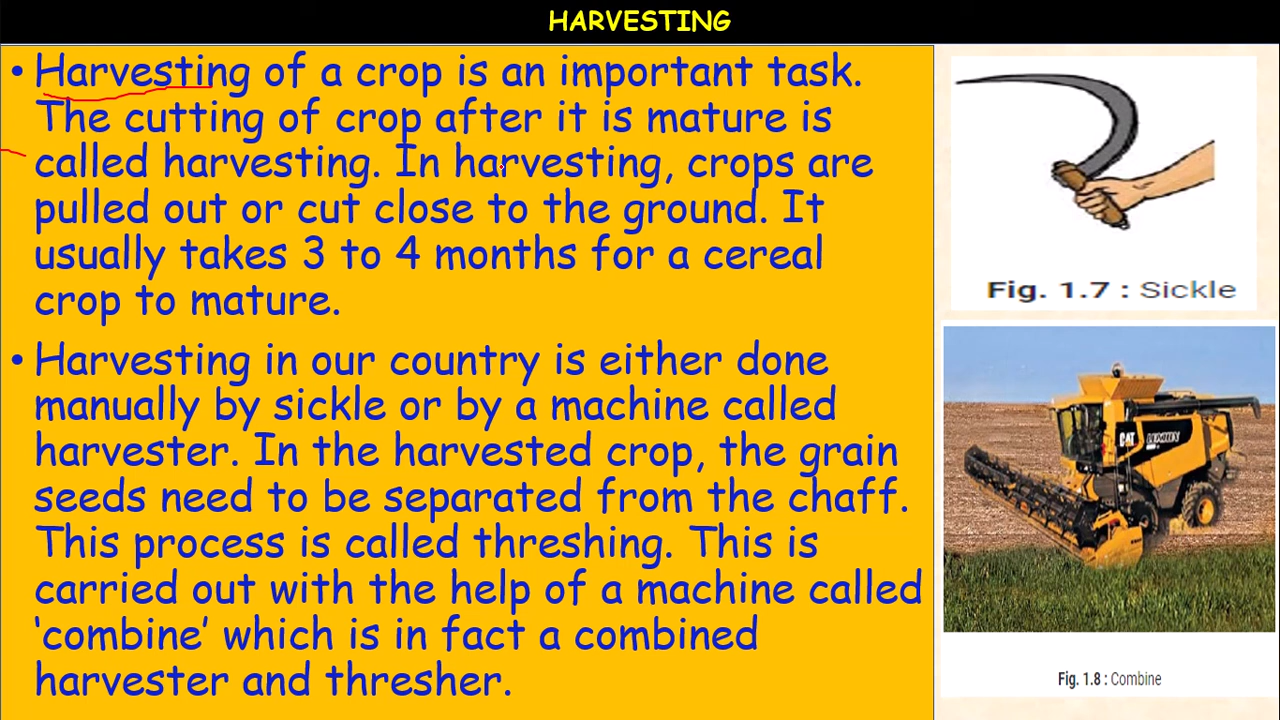 HARVESTING
• Harvesting of a crop is an important task.
The cutting of crop after it is mature is
called harvesting. In harvesting, crops are
pulled out or cut close to the ground. It
usually takes 3 to 4 months for a cereal
crop to mature.
• Harvesting in our country is either done
manually by sickle or by a machine called
harvester. In the harvested crop, the grain
seeds need to be separated from the chaff.
This process is called threshing. This is
carried out with the help of a machine called
‘combine’ which is in fact a combined
harvester and thresher.
Fig. 1.7 : Sickle
CAT
Fig. 1.8 : Combine